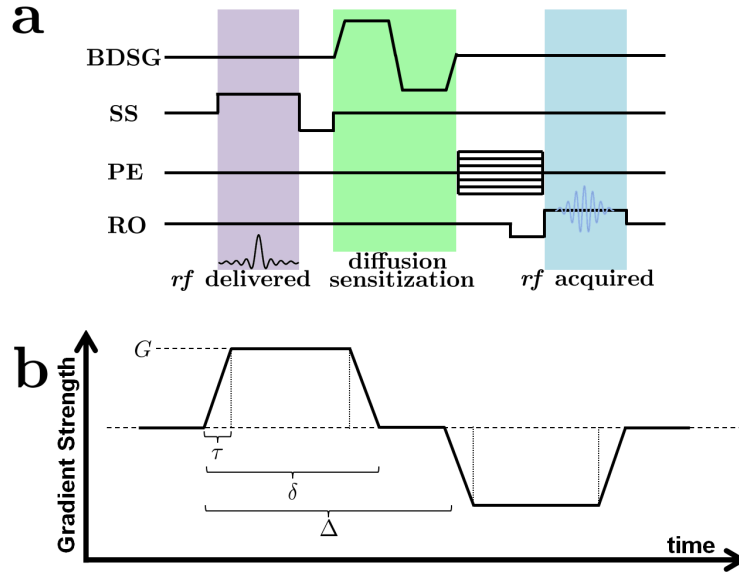 a
BDSG
SS
PE
RO
rf delivered
diffusion
sensitization
rf acquired
b
Gradient Strength
G
τ
δ
Δ
time